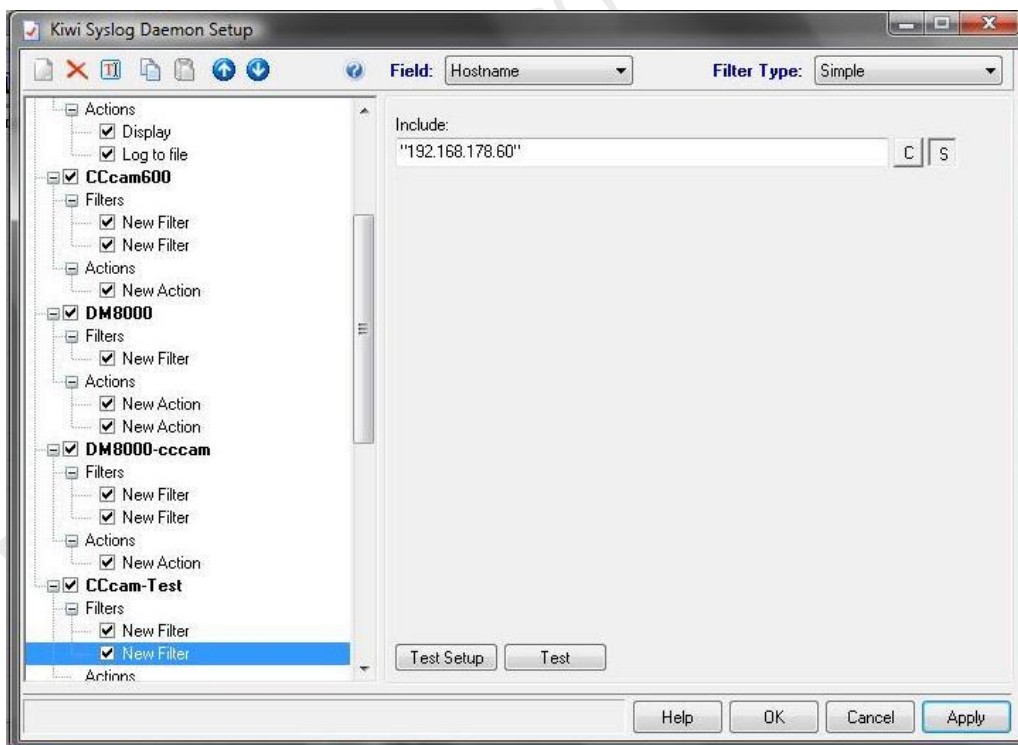 Kiwi Syslog Daemon Setup
Field: Hostname Filter Type: Simple
Actions
Display
Log to file
CCcam600
Filters
New Filter
New Filter
Actions
New Action
DM8000
Filters
New Filter
Actions
New Action
New Action
DM8000-cccam
Filters
New Filter
New Filter
Actions
New Action
CCcam-Test
Filters
New Filter
New Filter
Actions
Include:
"192.168.178.60" C S
Test Setup Test
Help OK Cancel Apply